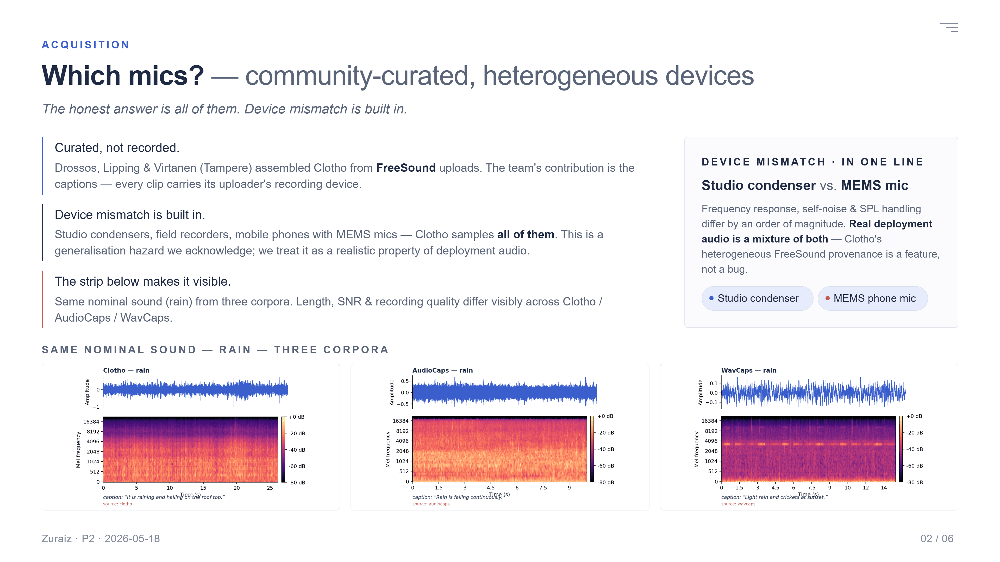 ACQUISITION
Which mics? — community-curated, heterogeneous devices
The honest answer is all of them. Device mismatch is built in.
Curated, not recorded.
Drossos, Lipping & Virtanen (Tampere) assembled Clotho from FreeSound uploads. The team's contribution is the
captions — every clip carries its uploader's recording device.
Device mismatch is built in.
Studio condensers, field recorders, mobile phones with MEMS mics — Clotho samples all of them. This is a
generalisation hazard we acknowledge; we treat it as a realistic property of deployment audio.
The strip below makes it visible.
Same nominal sound (rain) from three corpora. Length, SNR & recording quality differ visibly across Clotho /
AudioCaps / WavCaps.
DEVICE MISMATCH · IN ONE LINE
Studio condenser vs. MEMS mic
Frequency response, self-noise & SPL handling
differ by an order of magnitude. Real deployment
audio is a mixture of both — Clotho's
heterogeneous FreeSound provenance is a feature,
not a bug.
Studio condenser
MEMS phone mic
SAME NOMINAL SOUND — RAIN — THREE CORPORA
Clotho — rain
Amplitude
0
−1
Mel frequency
16384
8192
4096
2048
1024
512
0
+0 dB
-20 dB
-40 dB
-60 dB
-80 dB
0 5 10 15 20 25
Time (s)
caption: “It is raining and hailing on the roof top.”
source: clotho
AudioCaps — rain
Amplitude
0.5
0.0
−0.5
Mel frequency
16384
8192
4096
2048
1024
512
0
+0 dB
-20 dB
-40 dB
-60 dB
-80 dB
0 1.5 3 4.5 6 7.5 9
Time (s)
caption: “Rain is falling continuously.”
source: audiocaps
WavCaps — rain
Amplitude
0.1
0.0
−0.1
Mel frequency
16384
8192
4096
2048
1024
512
0
+0 dB
-20 dB
-40 dB
-60 dB
-80 dB
0 1.5 3 4.5 6 7.5 9 10 12 14
Time (s)
caption: “Light rain and crickets at sunset.”
source: wavcaps
Zuraiz · P2 · 2026-05-18
02 / 06